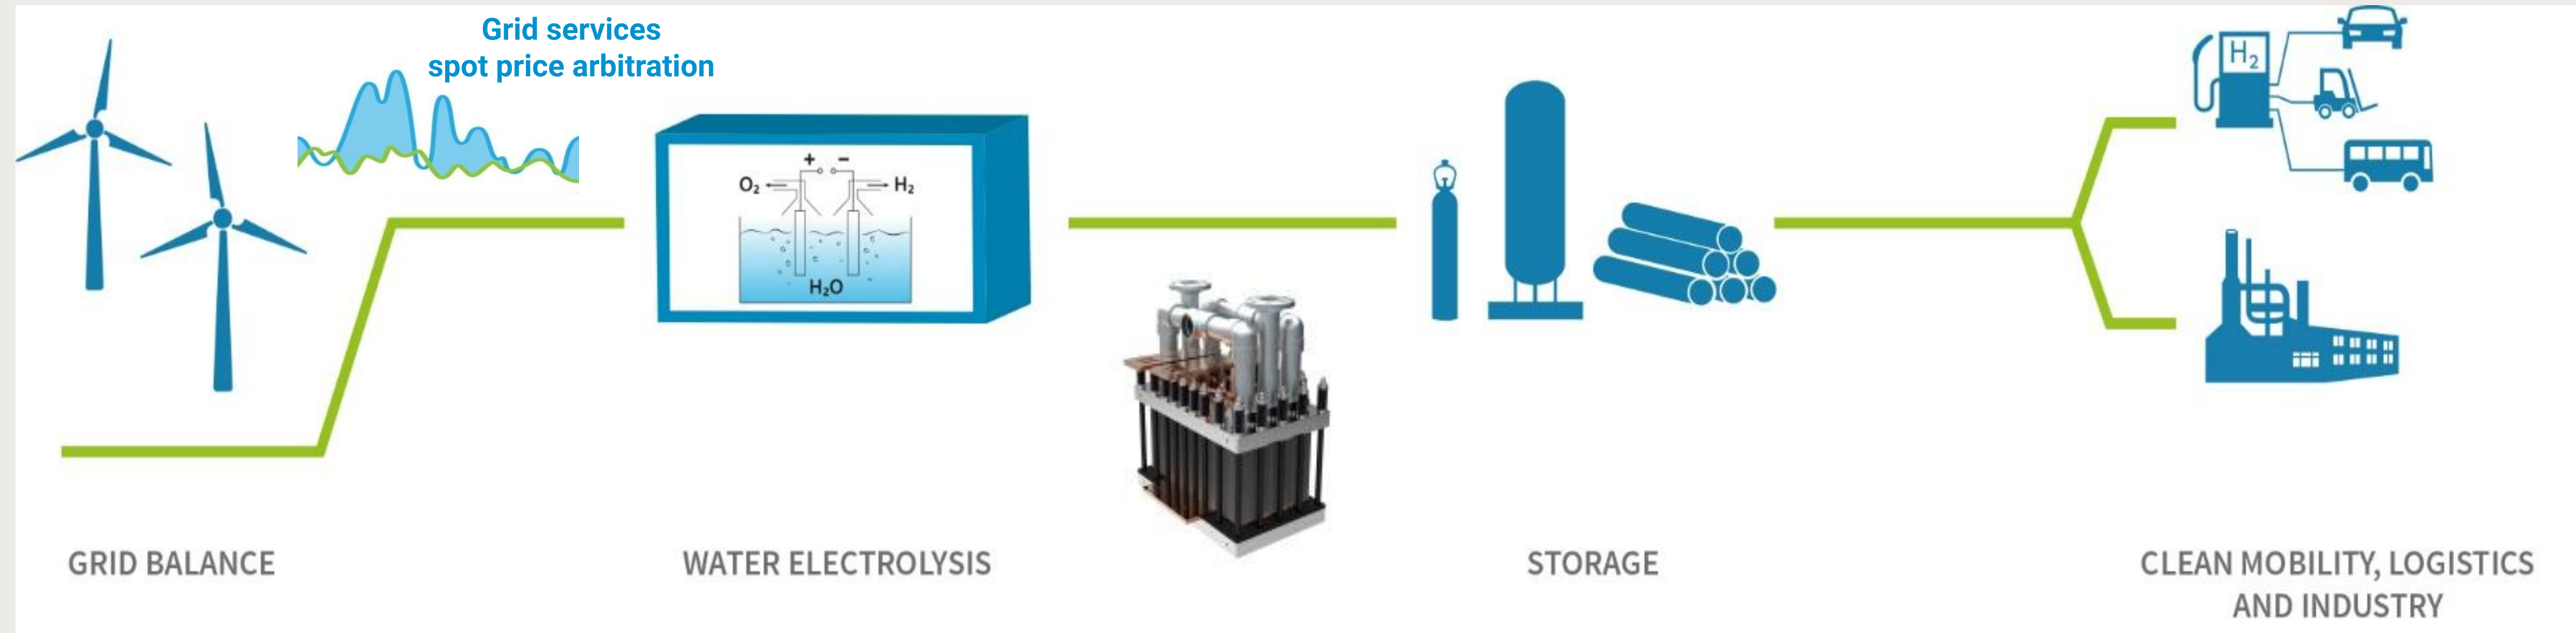 Grid services
spot price arbitration
+ −
O₂
H₂
H₂O
H₂
GRID BALANCE
WATER ELECTROLYSIS
STORAGE
CLEAN MOBILITY, LOGISTICS
AND INDUSTRY